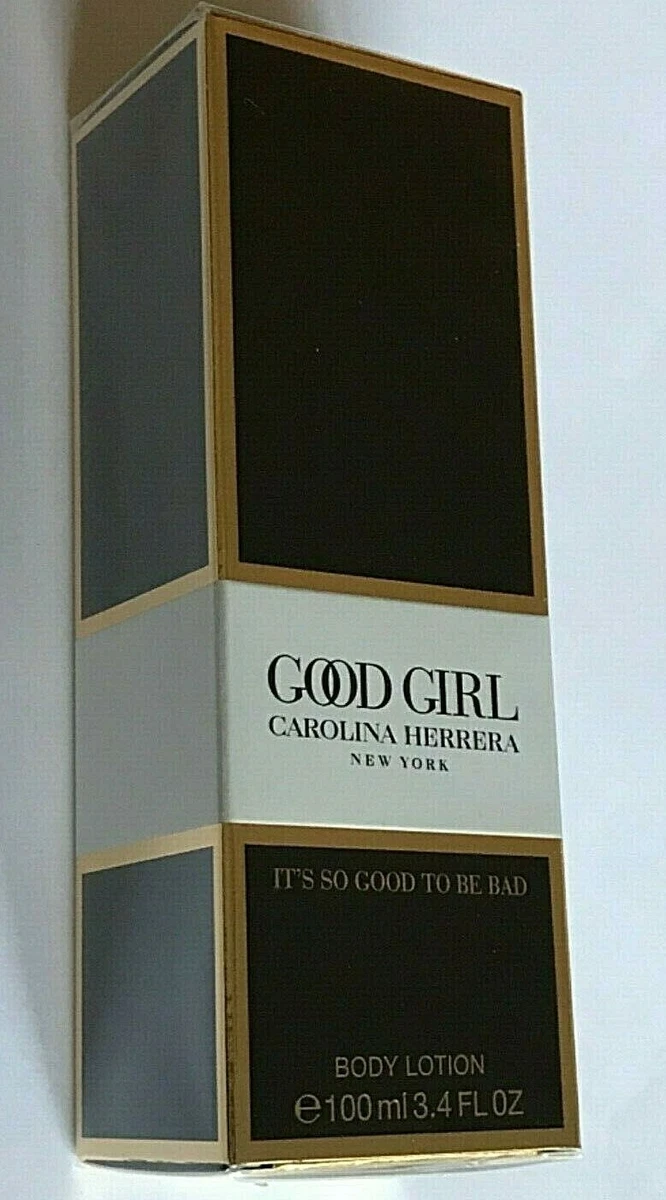 GOOD GIRL
CAROLINA HERRERA
NEW YORK
IT'S SO GOOD TO BE BAD
BODY LOTION
℮100ml 3.4 FL OZ